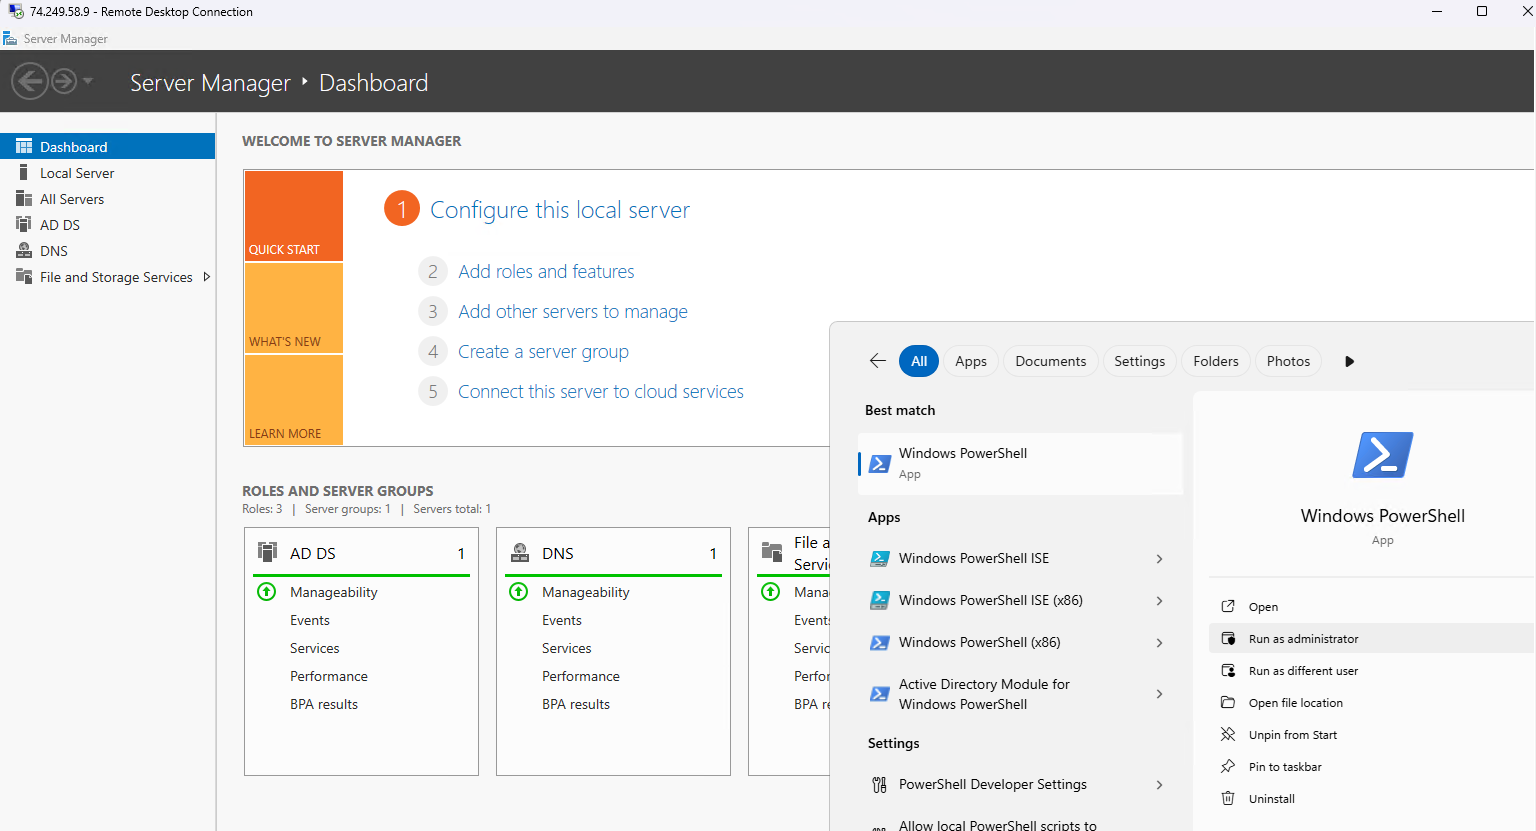 74.249.58.9 - Remote Desktop Connection
Server Manager
Server Manager ‣ Dashboard
Dashboard
Local Server
All Servers
AD DS
DNS
File and Storage Services
WELCOME TO SERVER MANAGER
QUICK START
WHAT'S NEW
LEARN MORE
1 Configure this local server
2 Add roles and features
3 Add other servers to manage
4 Create a server group
5 Connect this server to cloud services
ROLES AND SERVER GROUPS
Roles: 3 | Server groups: 1 | Servers total: 1
AD DS 1
Manageability
Events
Services
Performance
BPA results
DNS 1
Manageability
Events
Services
Performance
BPA results
File a
Servi
Mana
Event
Servic
Perfor
BPA re
All Apps Documents Settings Folders Photos
Best match
Windows PowerShell
App
Apps
Windows PowerShell ISE
Windows PowerShell ISE (x86)
Windows PowerShell (x86)
Active Directory Module for
Windows PowerShell
Settings
PowerShell Developer Settings
Allow local PowerShell scripts to
Windows PowerShell
App
Open
Run as administrator
Run as different user
Open file location
Unpin from Start
Pin to taskbar
Uninstall